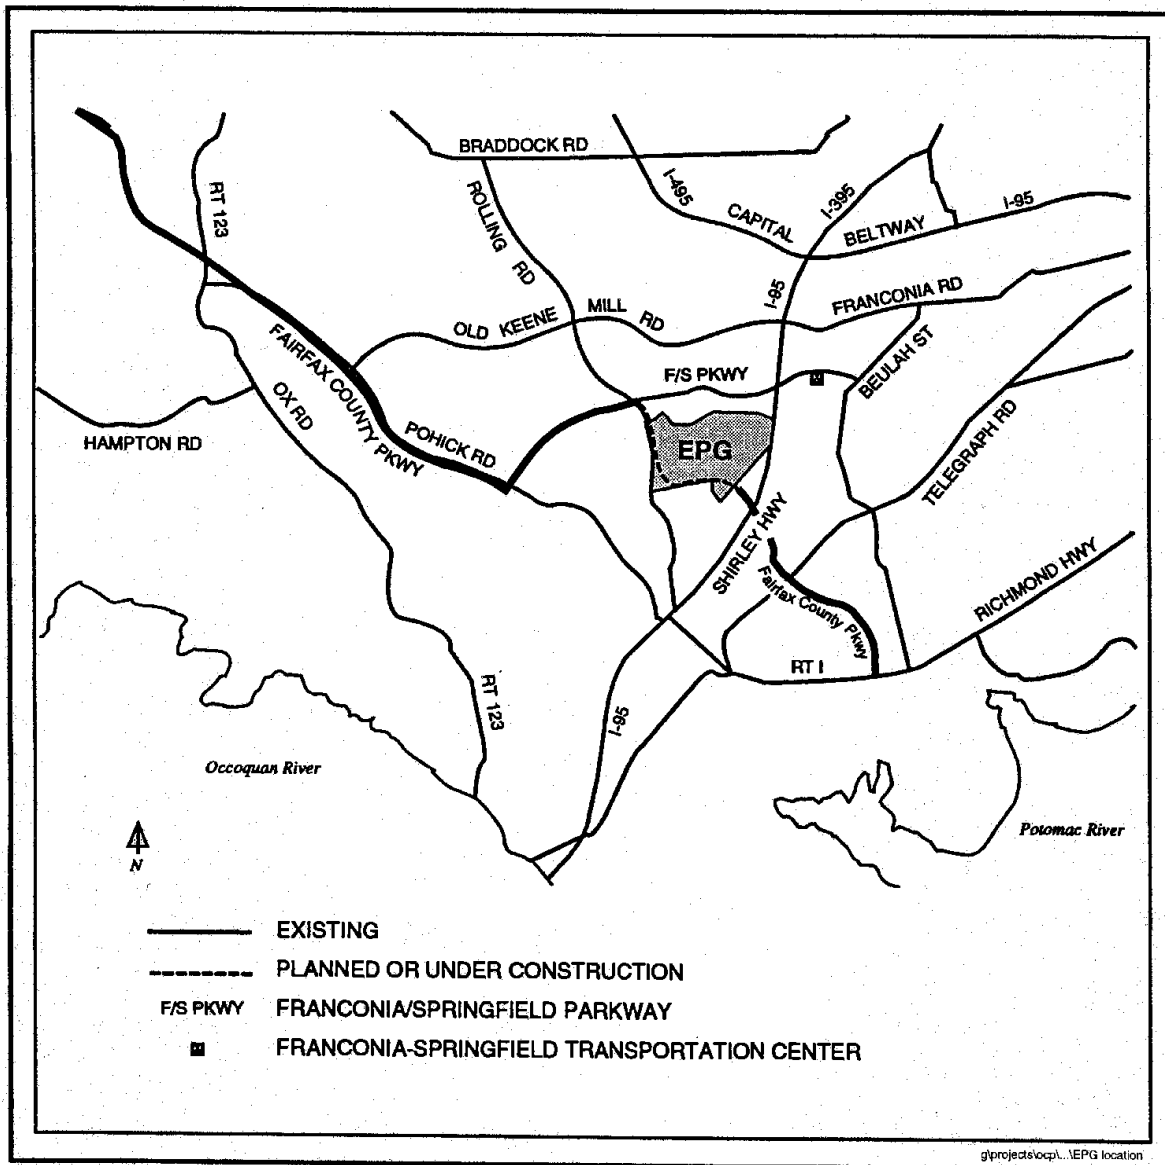 BRADDOCK RD
RT 123
ROLLING RD
I-495
I-395
CAPITAL BELTWAY
I-95
I-95
FRANCONIA RD
OLD KEENE MILL RD
FAIRFAX COUNTY PKWY
F/S PKWY
BEULAH ST
OX RD
HAMPTON RD
POHICK RD
EPG
TELEGRAPH RD
SHIRLEY HWY
RICHMOND HWY
Fairfax County Pkwy
RT I
RT 123
I-95
Occoquan River
Potomac River
N
EXISTING
PLANNED OR UNDER CONSTRUCTION
F/S PKWY FRANCONIA/SPRINGFIELD PARKWAY
FRANCONIA-SPRINGFIELD TRANSPORTATION CENTER
g\projects\ocp\...\EPG location